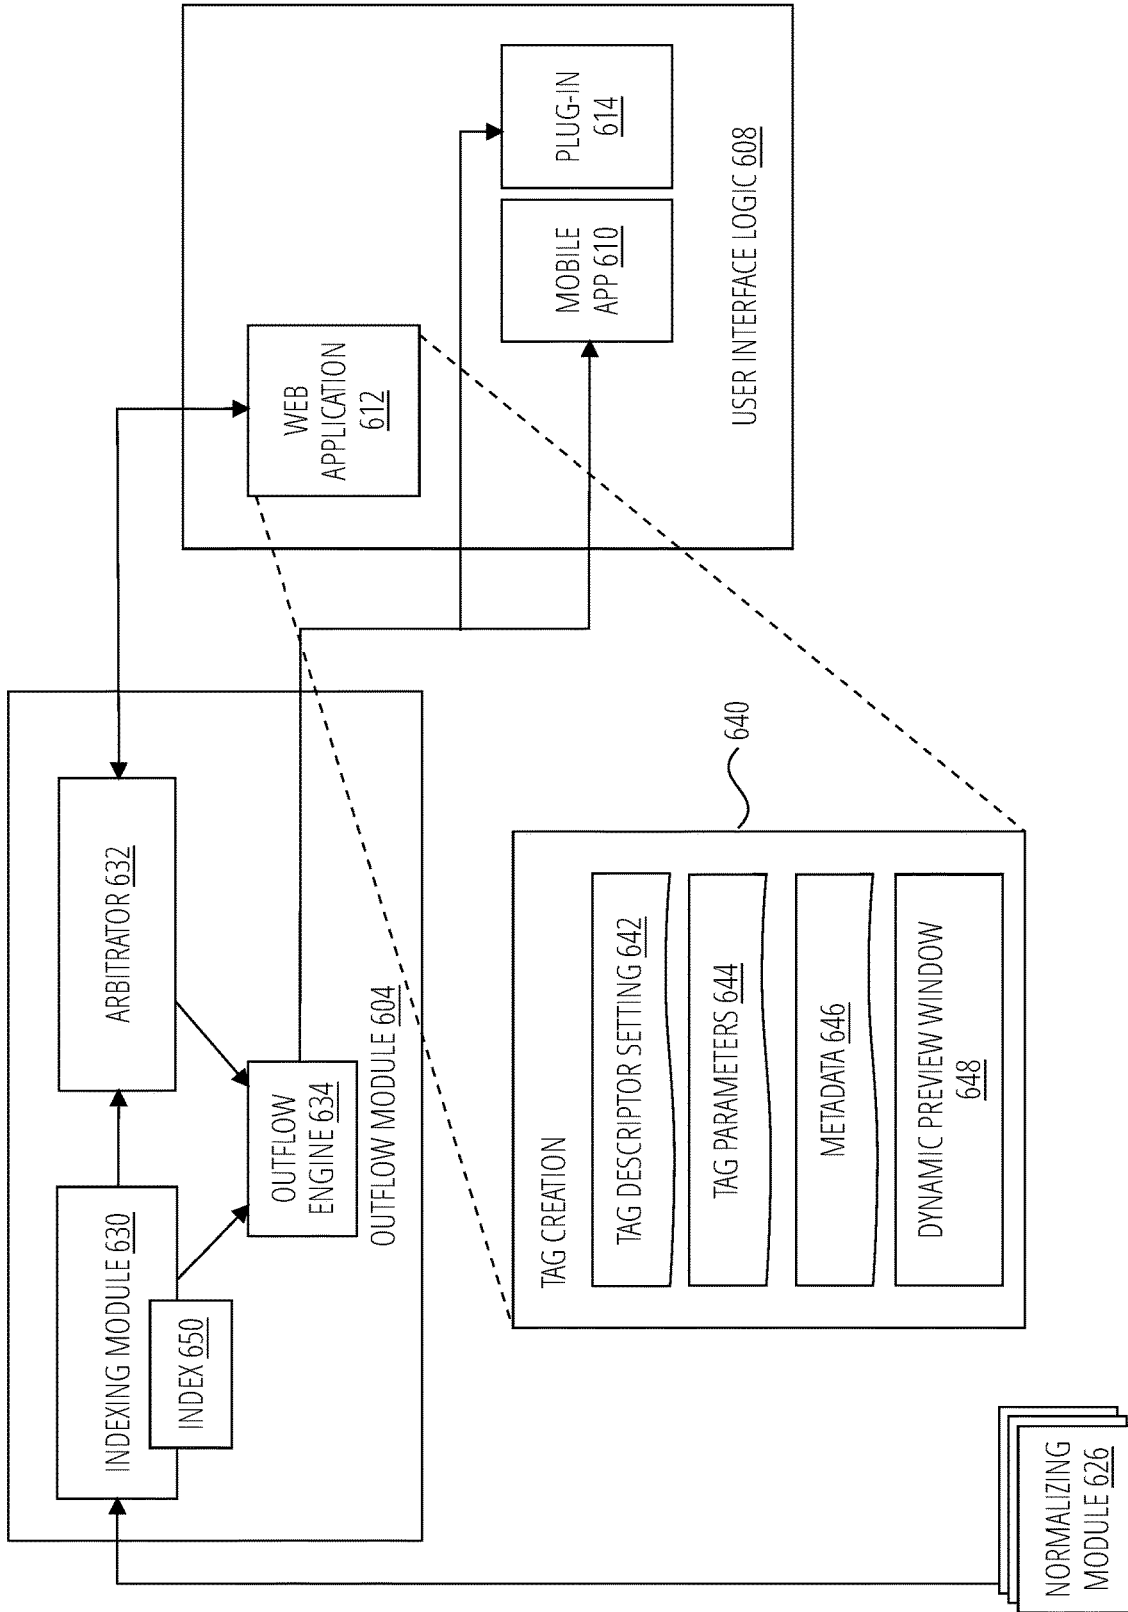 INDEXING MODULE 630
INDEX 650
ARBITRATOR 632
OUTFLOW
ENGINE 634
OUTFLOW MODULE 604
WEB
APPLICATION
612
MOBILE
APP 610
PLUG-IN
614
USER INTERFACE LOGIC 608
NORMALIZING
MODULE 626
TAG CREATION
TAG DESCRIPTOR SETTING 642
TAG PARAMETERS 644
METADATA 646
DYNAMIC PREVIEW WINDOW
648
640